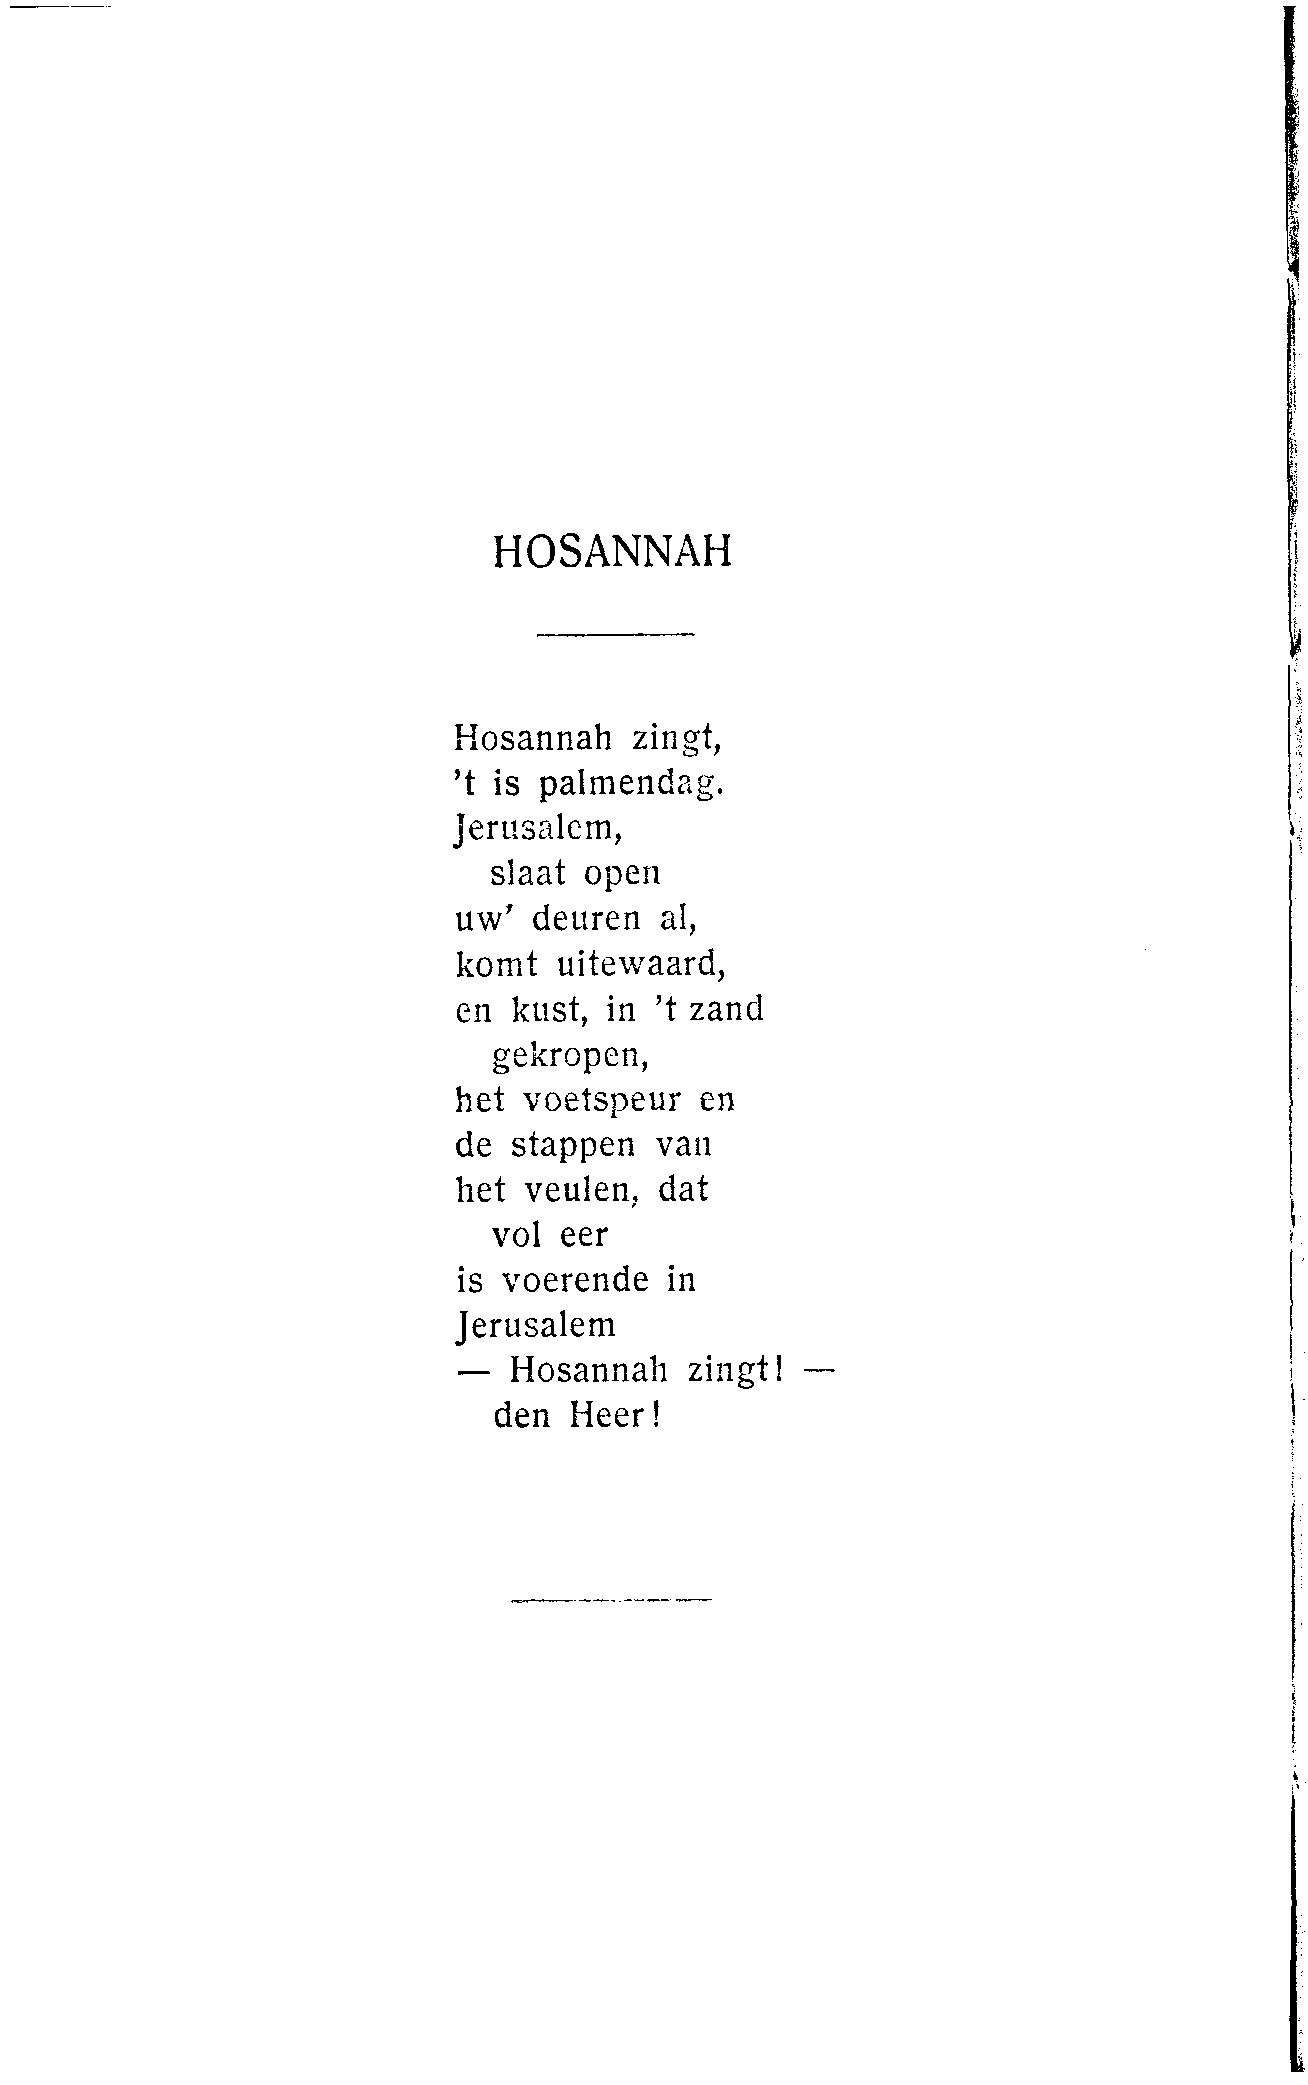 HOSANNAH
Hosannah zingt,
't is palmendag.
Jerusalem,
slaat open
uw' deuren al,
komt uitewaard,
en kust, in 't zand
gekropen,
het voetspeur en
de stappen van
het veulen, dat
vol eer
is voerende in
Jerusalem
— Hosannah zingt! —
den Heer!